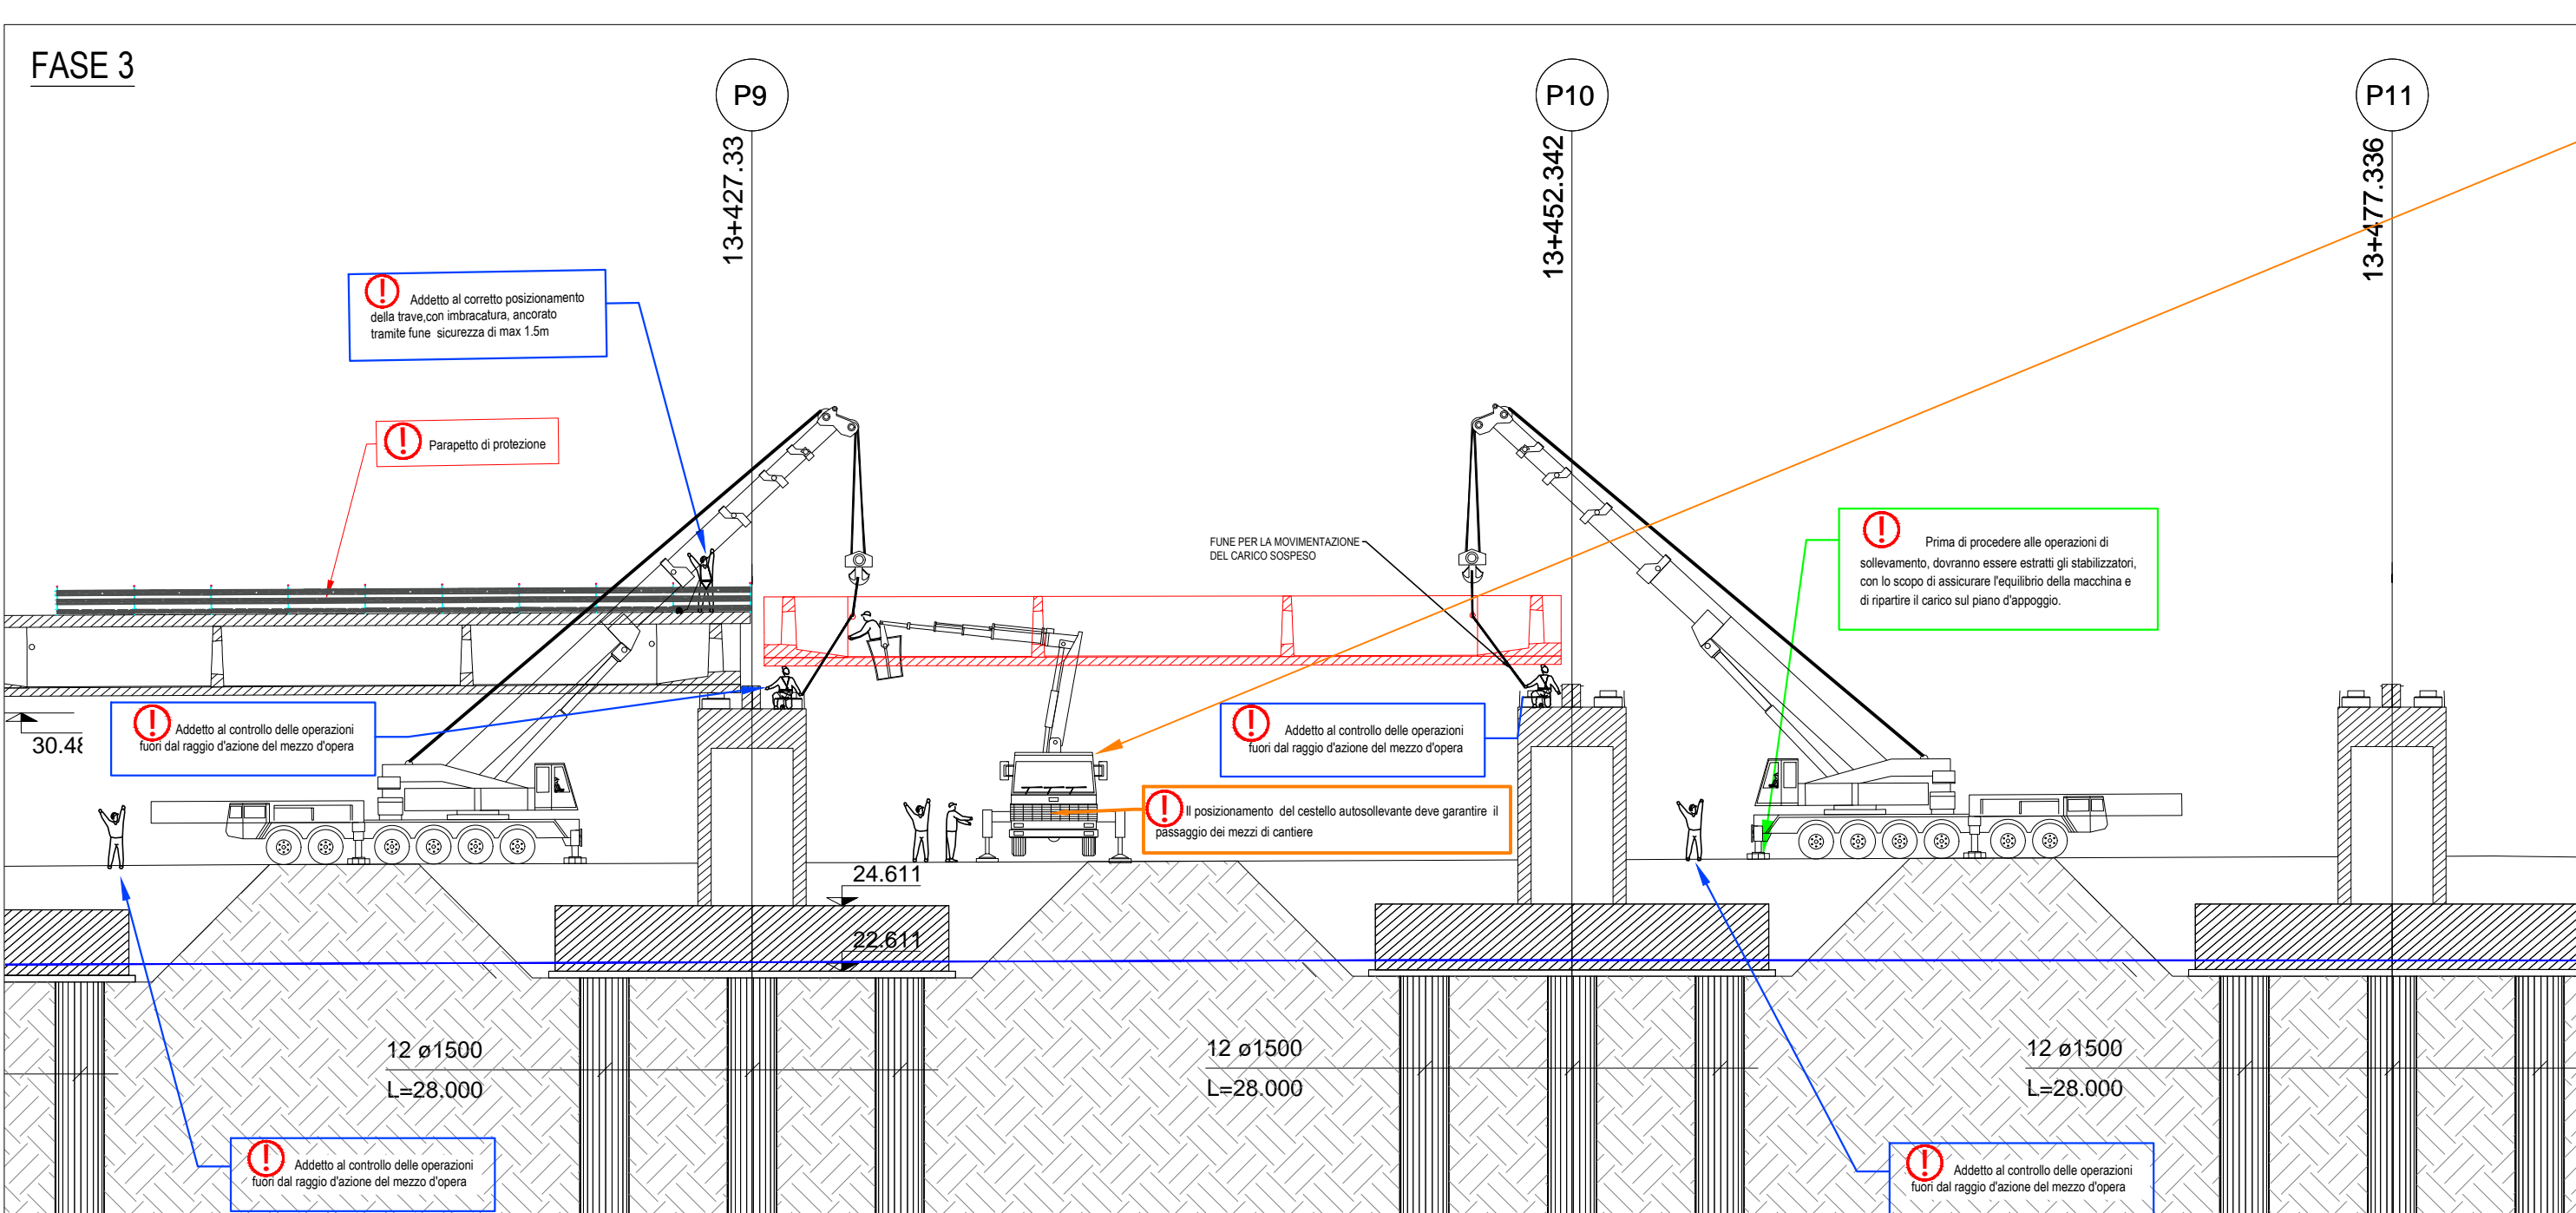 FASE 3
P9
P10
P11
13+427.33
13+452.342
13+477.336
Addetto al corretto posizionamento
della trave,con imbracatura, ancorato
tramite fune sicurezza di max 1.5m
Parapetto di protezione
FUNE PER LA MOVIMENTAZIONE
DEL CARICO SOSPESO
Prima di procedere alle operazioni di
sollevamento, dovranno essere estratti gli stabilizzatori,
con lo scopo di assicurare l'equilibrio della macchina e
di ripartire il carico sul piano d'appoggio.
30.48
Addetto al controllo delle operazioni
fuori dal raggio d'azione del mezzo d'opera
Addetto al controllo delle operazioni
fuori dal raggio d'azione del mezzo d'opera
Il posizionamento del cestello autosollevante deve garantire il
passaggio dei mezzi di cantiere
24.611
22.611
12 ø1500
L=28.000
12 ø1500
L=28.000
12 ø1500
L=28.000
Addetto al controllo delle operazioni
fuori dal raggio d'azione del mezzo d'opera
Addetto al controllo delle operazioni
fuori dal raggio d'azione del mezzo d'opera